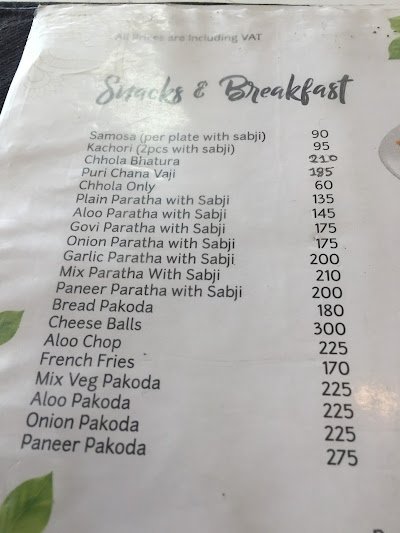 All Prices are Including VAT
Snacks & Breakfast
Samosa (per plate with sabji) 90
Kachori (2pcs with sabji) 95
Chhola Bhatura 210
Puri Chana Vaji 195
Chhola Only 60
Plain Paratha with Sabji 135
Aloo Paratha with Sabji 145
Govi Paratha with Sabji 175
Onion Paratha with Sabji 175
Garlic Paratha with Sabji 200
Mix Paratha With Sabji 210
Paneer Paratha with Sabji 200
Bread Pakoda 180
Cheese Balls 300
Aloo Chop 225
French Fries 170
Mix Veg Pakoda 225
Aloo Pakoda 225
Onion Pakoda 225
Paneer Pakoda 275